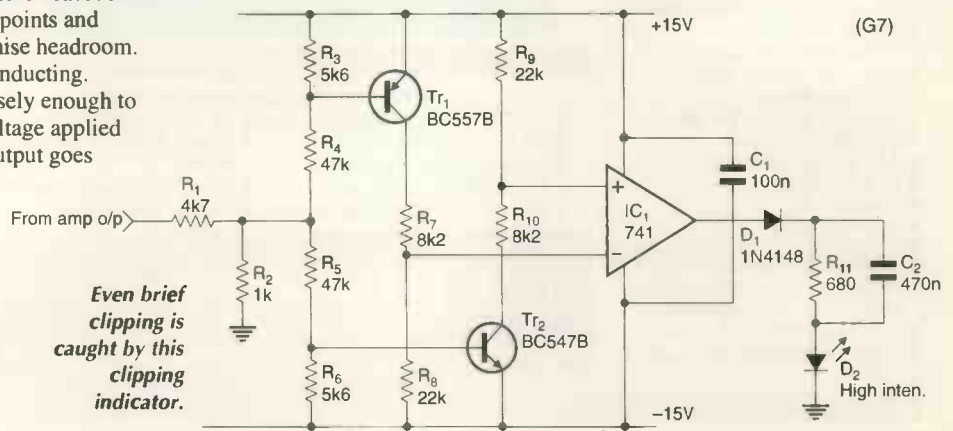 points and
nise headroom.
nducting.
sely enough to
ltage applied
utput goes
+15V
(G7)
R3
5k6
Tr1
BC557B
R9
22k
R4
47k
C1
100n
From amp o/p
R1
4k7
R7
8k2
R10
8k2
+
−
IC1
741
D1
1N4148
R11
680
C2
470n
R2
1k
R5
47k
Even brief
clipping is
caught by this
clipping
indicator.
Tr2
BC547B
R6
5k6
R8
22k
D2
High inten.
−15V